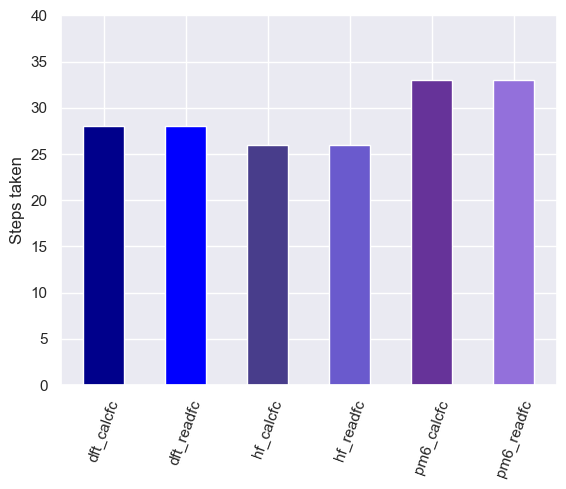 40
35
30
25
20
15
10
5
0
Steps taken
dft_calcfc
dft_readfc
hf_calcfc
hf_readfc
pm6_calcfc
pm6_readfc